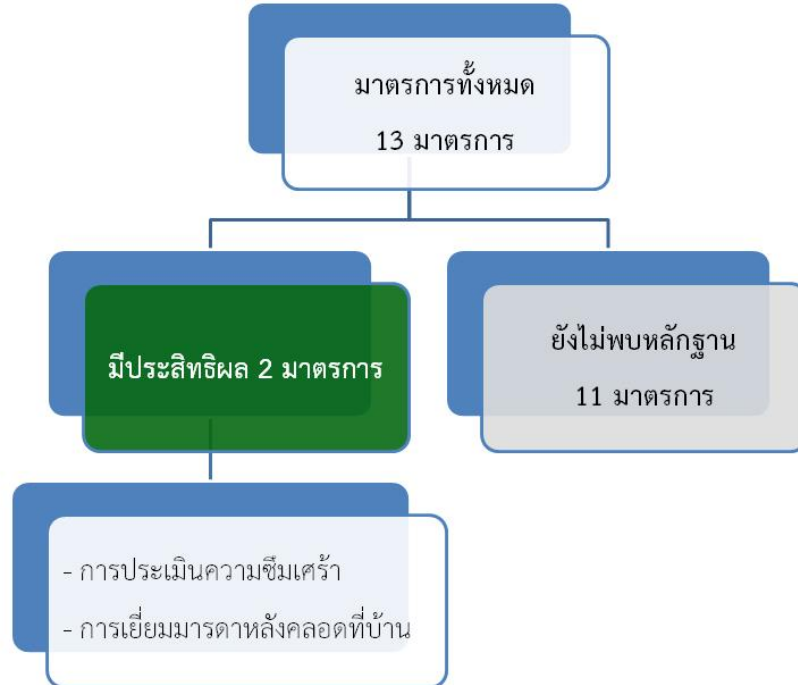 มาตรการทั้งหมด
13 มาตรการ
มีประสิทธิผล 2 มาตรการ
ยังไม่พบหลักฐาน
11 มาตรการ
- การประเมินความซึมเศร้า
- การเยี่ยมมารดาหลังคลอดที่บ้าน